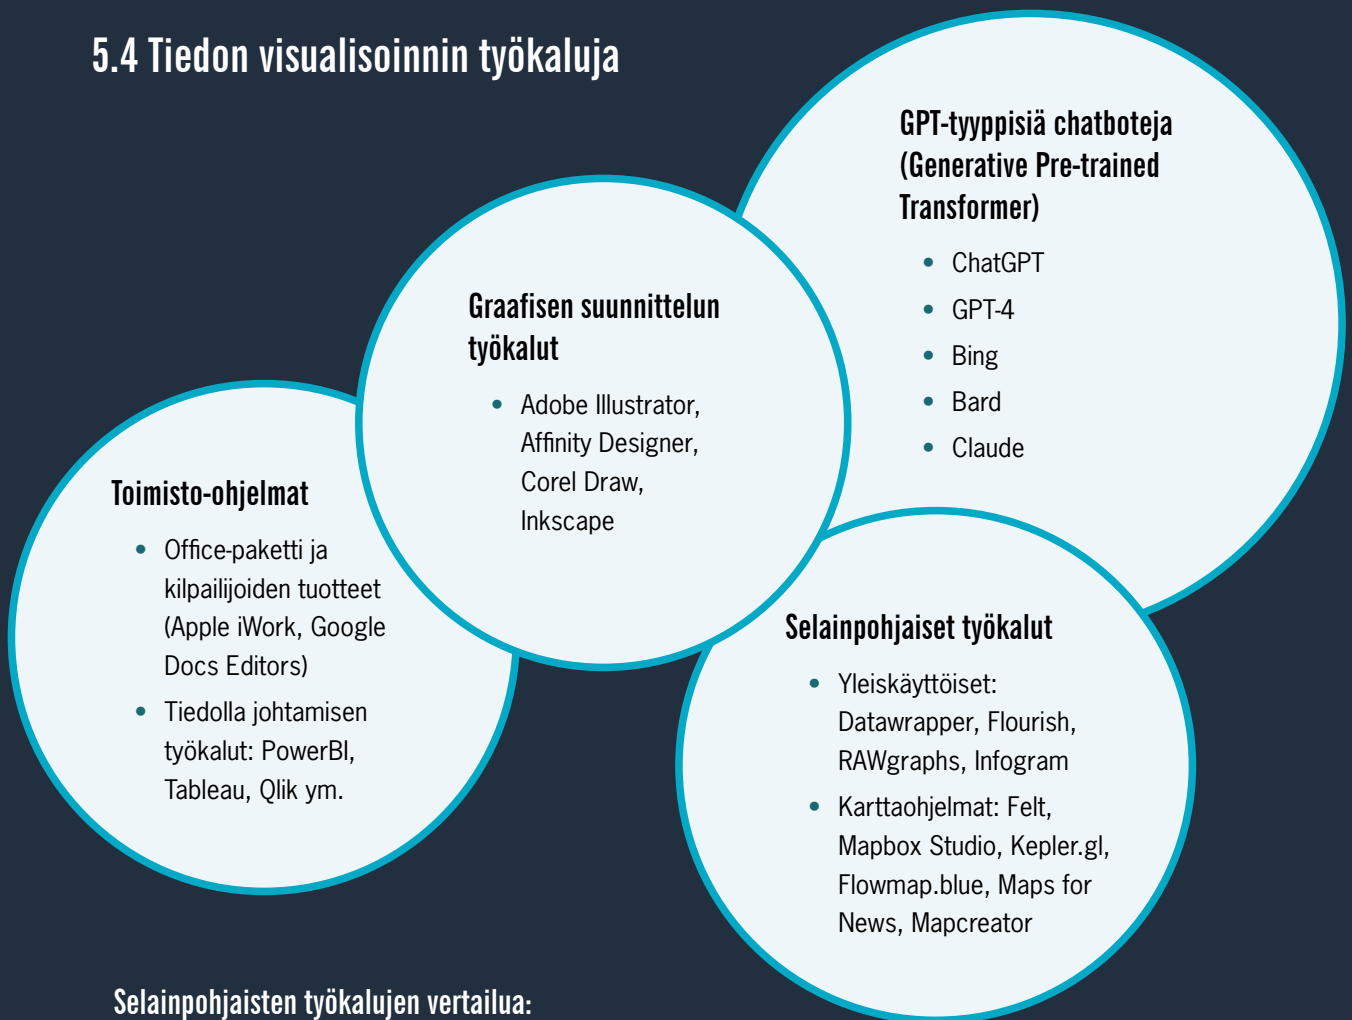 5.4 Tiedon visualisoinnin työkaluja
GPT-tyyppisiä chatboteja
(Generative Pre-trained
Transformer)
• ChatGPT
• GPT-4
• Bing
• Bard
• Claude
Graafisen suunnittelun
työkalut
• Adobe Illustrator,
Affinity Designer,
Corel Draw,
Inkscape
Toimisto-ohjelmat
• Office-paketti ja
kilpailijoiden tuotteet
(Apple iWork, Google
Docs Editors)
• Tiedolla johtamisen
työkalut: PowerBI,
Tableau, Qlik ym.
Selainpohjaiset työkalut
• Yleiskäyttöiset:
Datawrapper, Flourish,
RAWgraphs, Infogram
• Karttaohjelmat: Felt,
Mapbox Studio, Kepler.gl,
Flowmap.blue, Maps for
News, Mapcreator
Selainpohjaisten työkalujen vertailua: